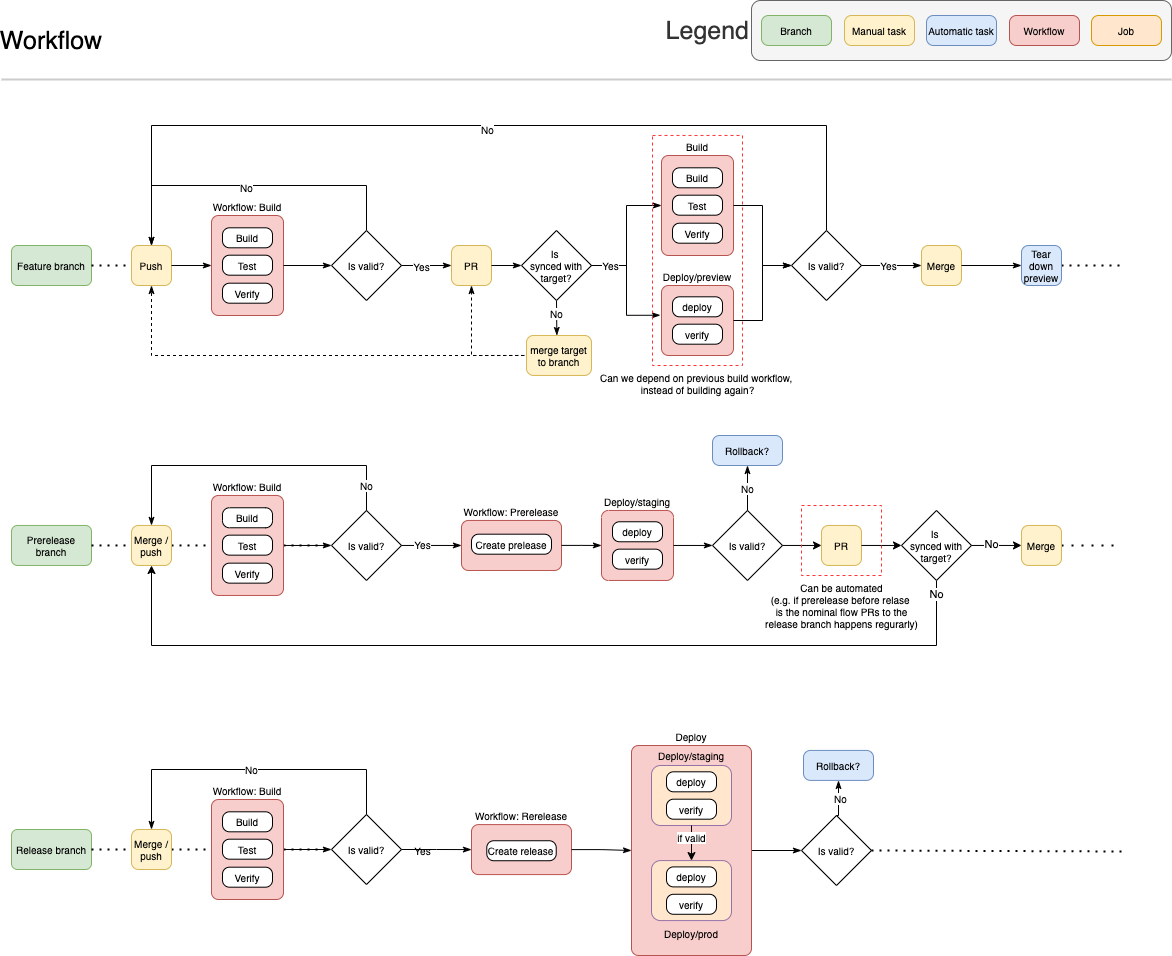 Workflow
Legend
Branch
Manual task
Automatic task
Workflow
Job
No
No
Workflow: Build
Build
Test
Verify
Feature branch
Push
Is valid?
Yes
PR
Is
synced with
target?
Yes
No
merge target
to branch
Build
Build
Test
Verify
Deploy/preview
deploy
verify
Can we depend on previous build workflow,
instead of building again?
Is valid?
Yes
Merge
Tear
down
preview
Prerelease
branch
Merge /
push
Workflow: Build
Build
Test
Verify
No
Is valid?
Yes
Workflow: Prerelease
Create prelease
Deploy/staging
deploy
verify
Rollback?
No
Is valid?
PR
Can be automated
(e.g. if prerelease before relase
is the nominal flow PRs to the
release branch happens regurarly)
Is
synced with
target?
No
No
Merge
Release branch
Merge /
push
No
Workflow: Build
Build
Test
Verify
Is valid?
Yes
Workflow: Rerelease
Create release
Deploy
Deploy/staging
deploy
verify
if valid
deploy
verify
Deploy/prod
Rollback?
No
Is valid?